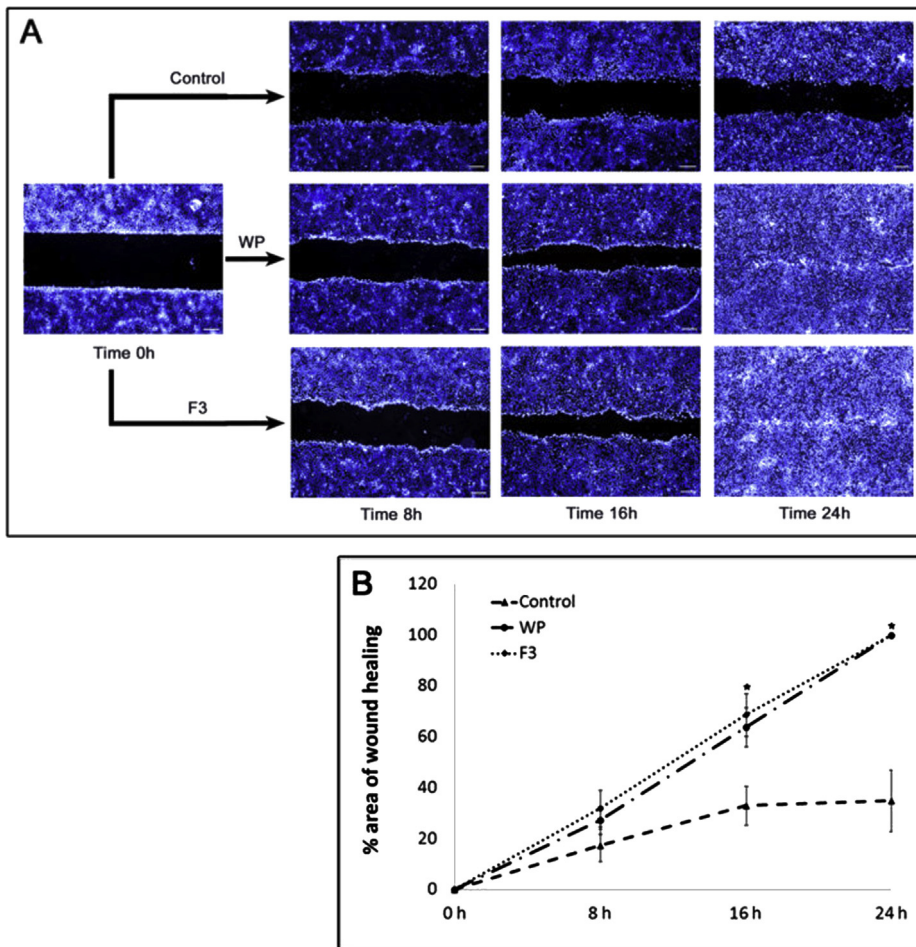 A
Control
WP
Time 0h
F3
Time 8h
Time 16h
Time 24h
B
120
100
80
60
40
20
0
% area of wound healing
Control
WP
F3
*
*
0 h
8 h
16 h
24 h